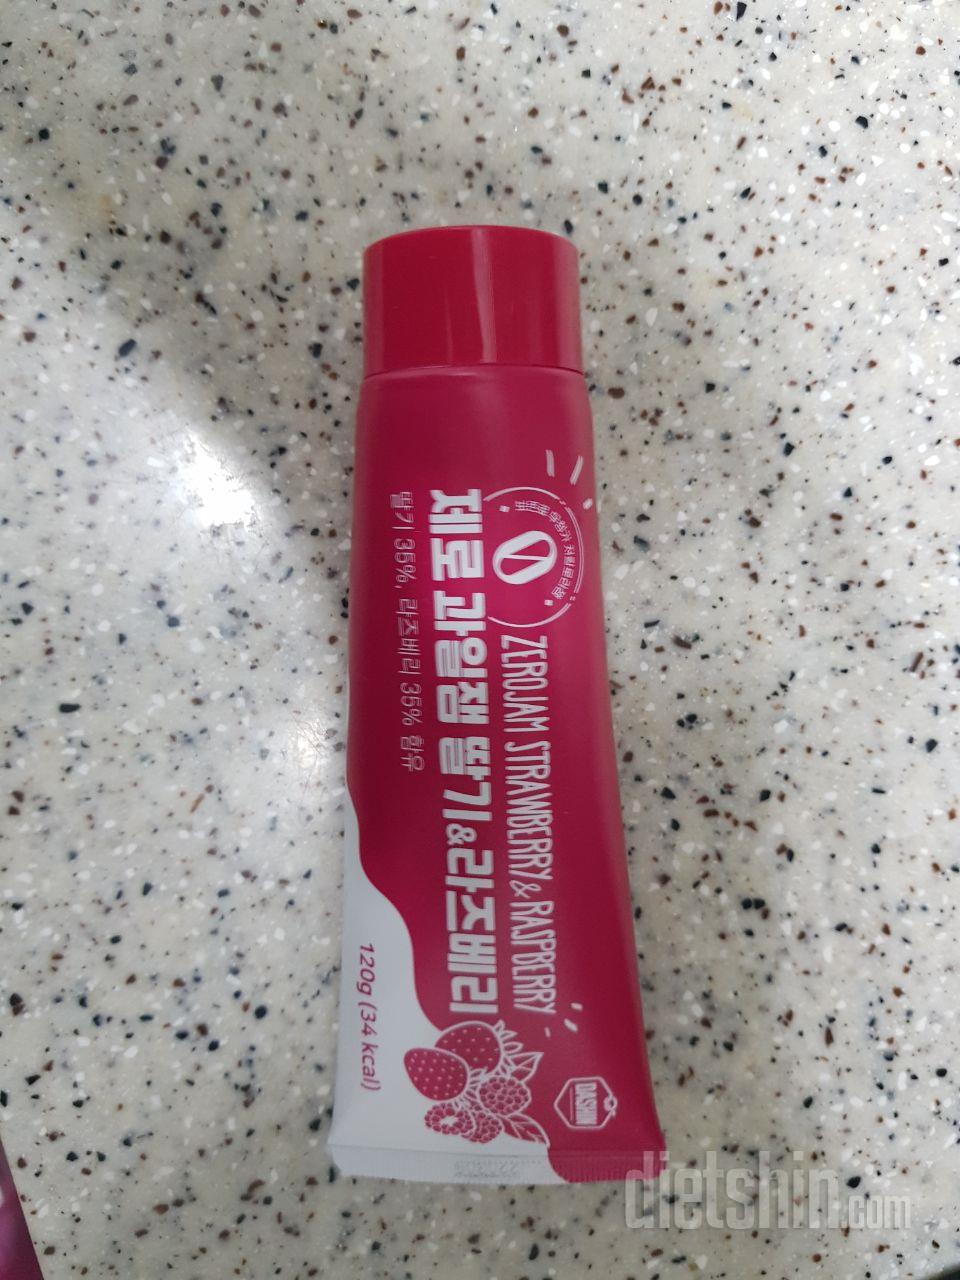 0
ZEROJAM STRAWBERRY & RASPBERRY
제로 과일잼 딸기&라즈베리
딸기 35%, 라즈베리 35% 함유
120g (34 kcal)
DASHIN
dietshin.com